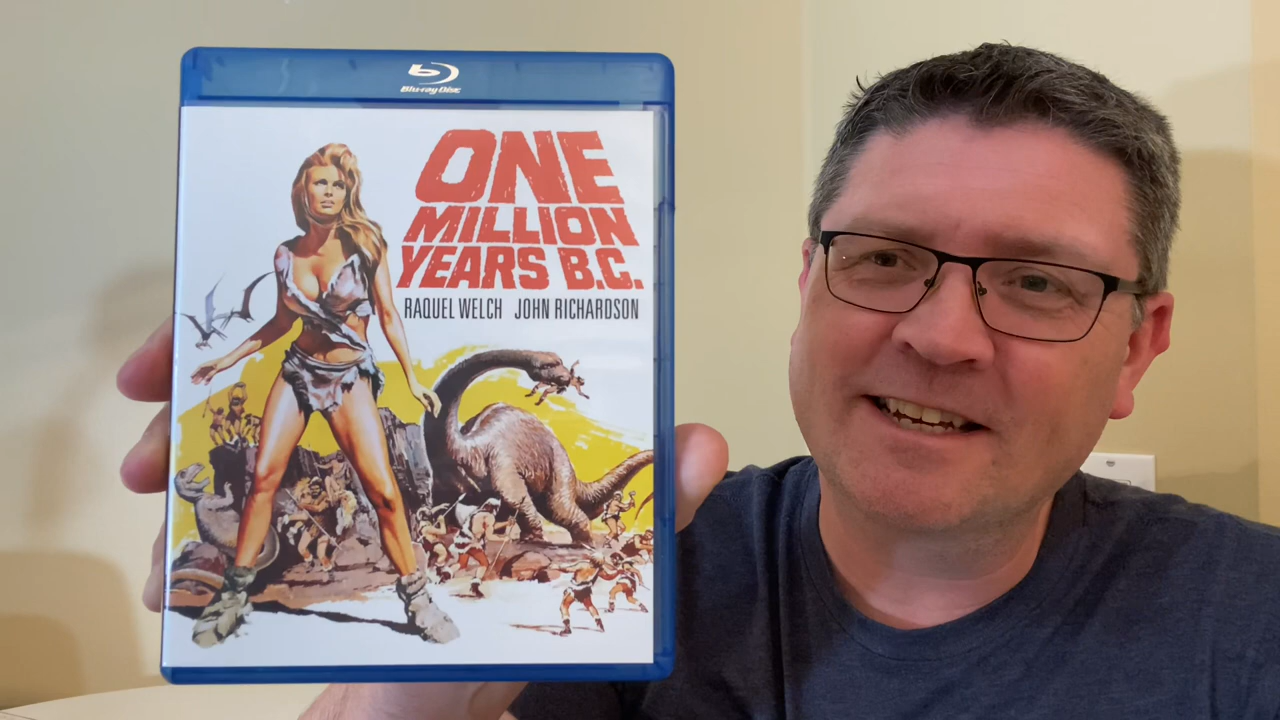 Blu-ray Disc
ONE
MILLION
YEARS B.C.
RAQUEL WELCH JOHN RICHARDSON